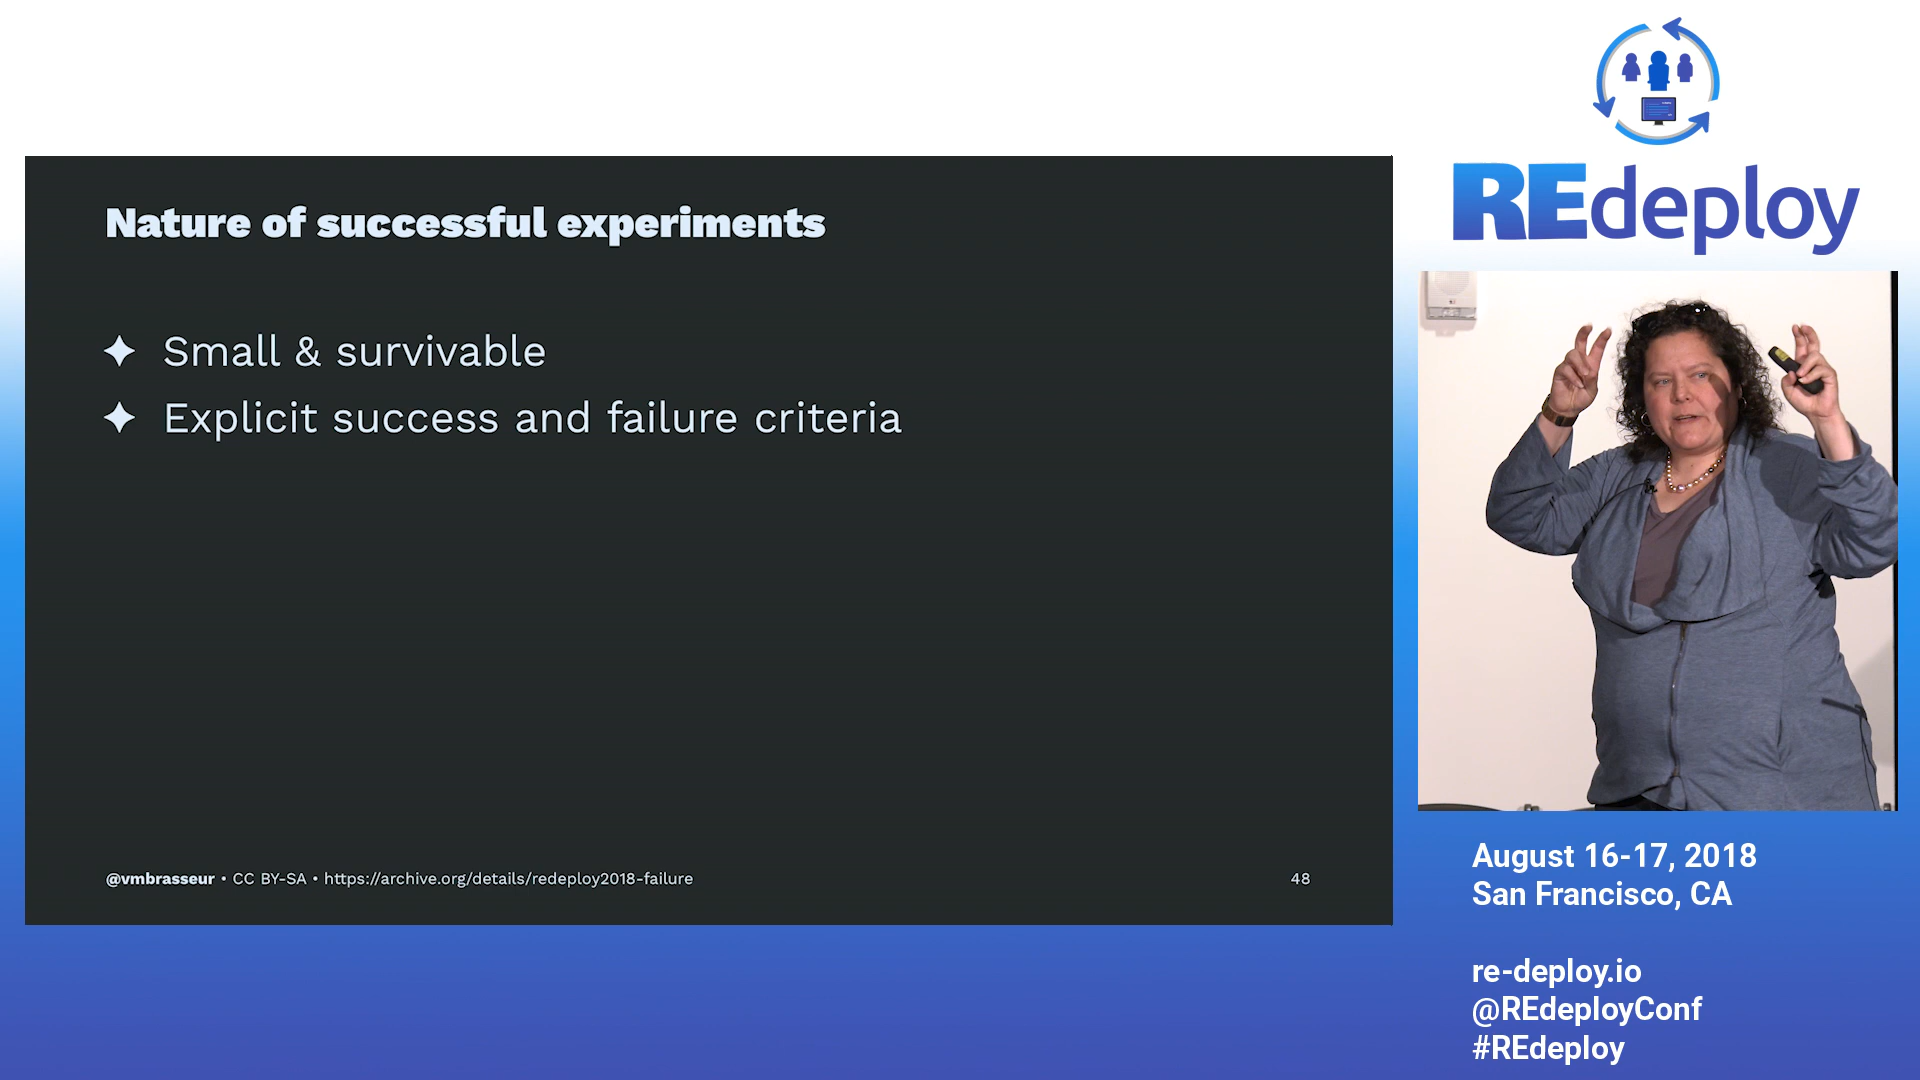 Nature of successful experiments
Small & survivable
Explicit success and failure criteria
@vmbrasseur • CC BY-SA • https://archive.org/details/redeploy2018-failure
48
REdeploy
August 16-17, 2018
San Francisco, CA
re-deploy.io
@REdeployConf
#REdeploy